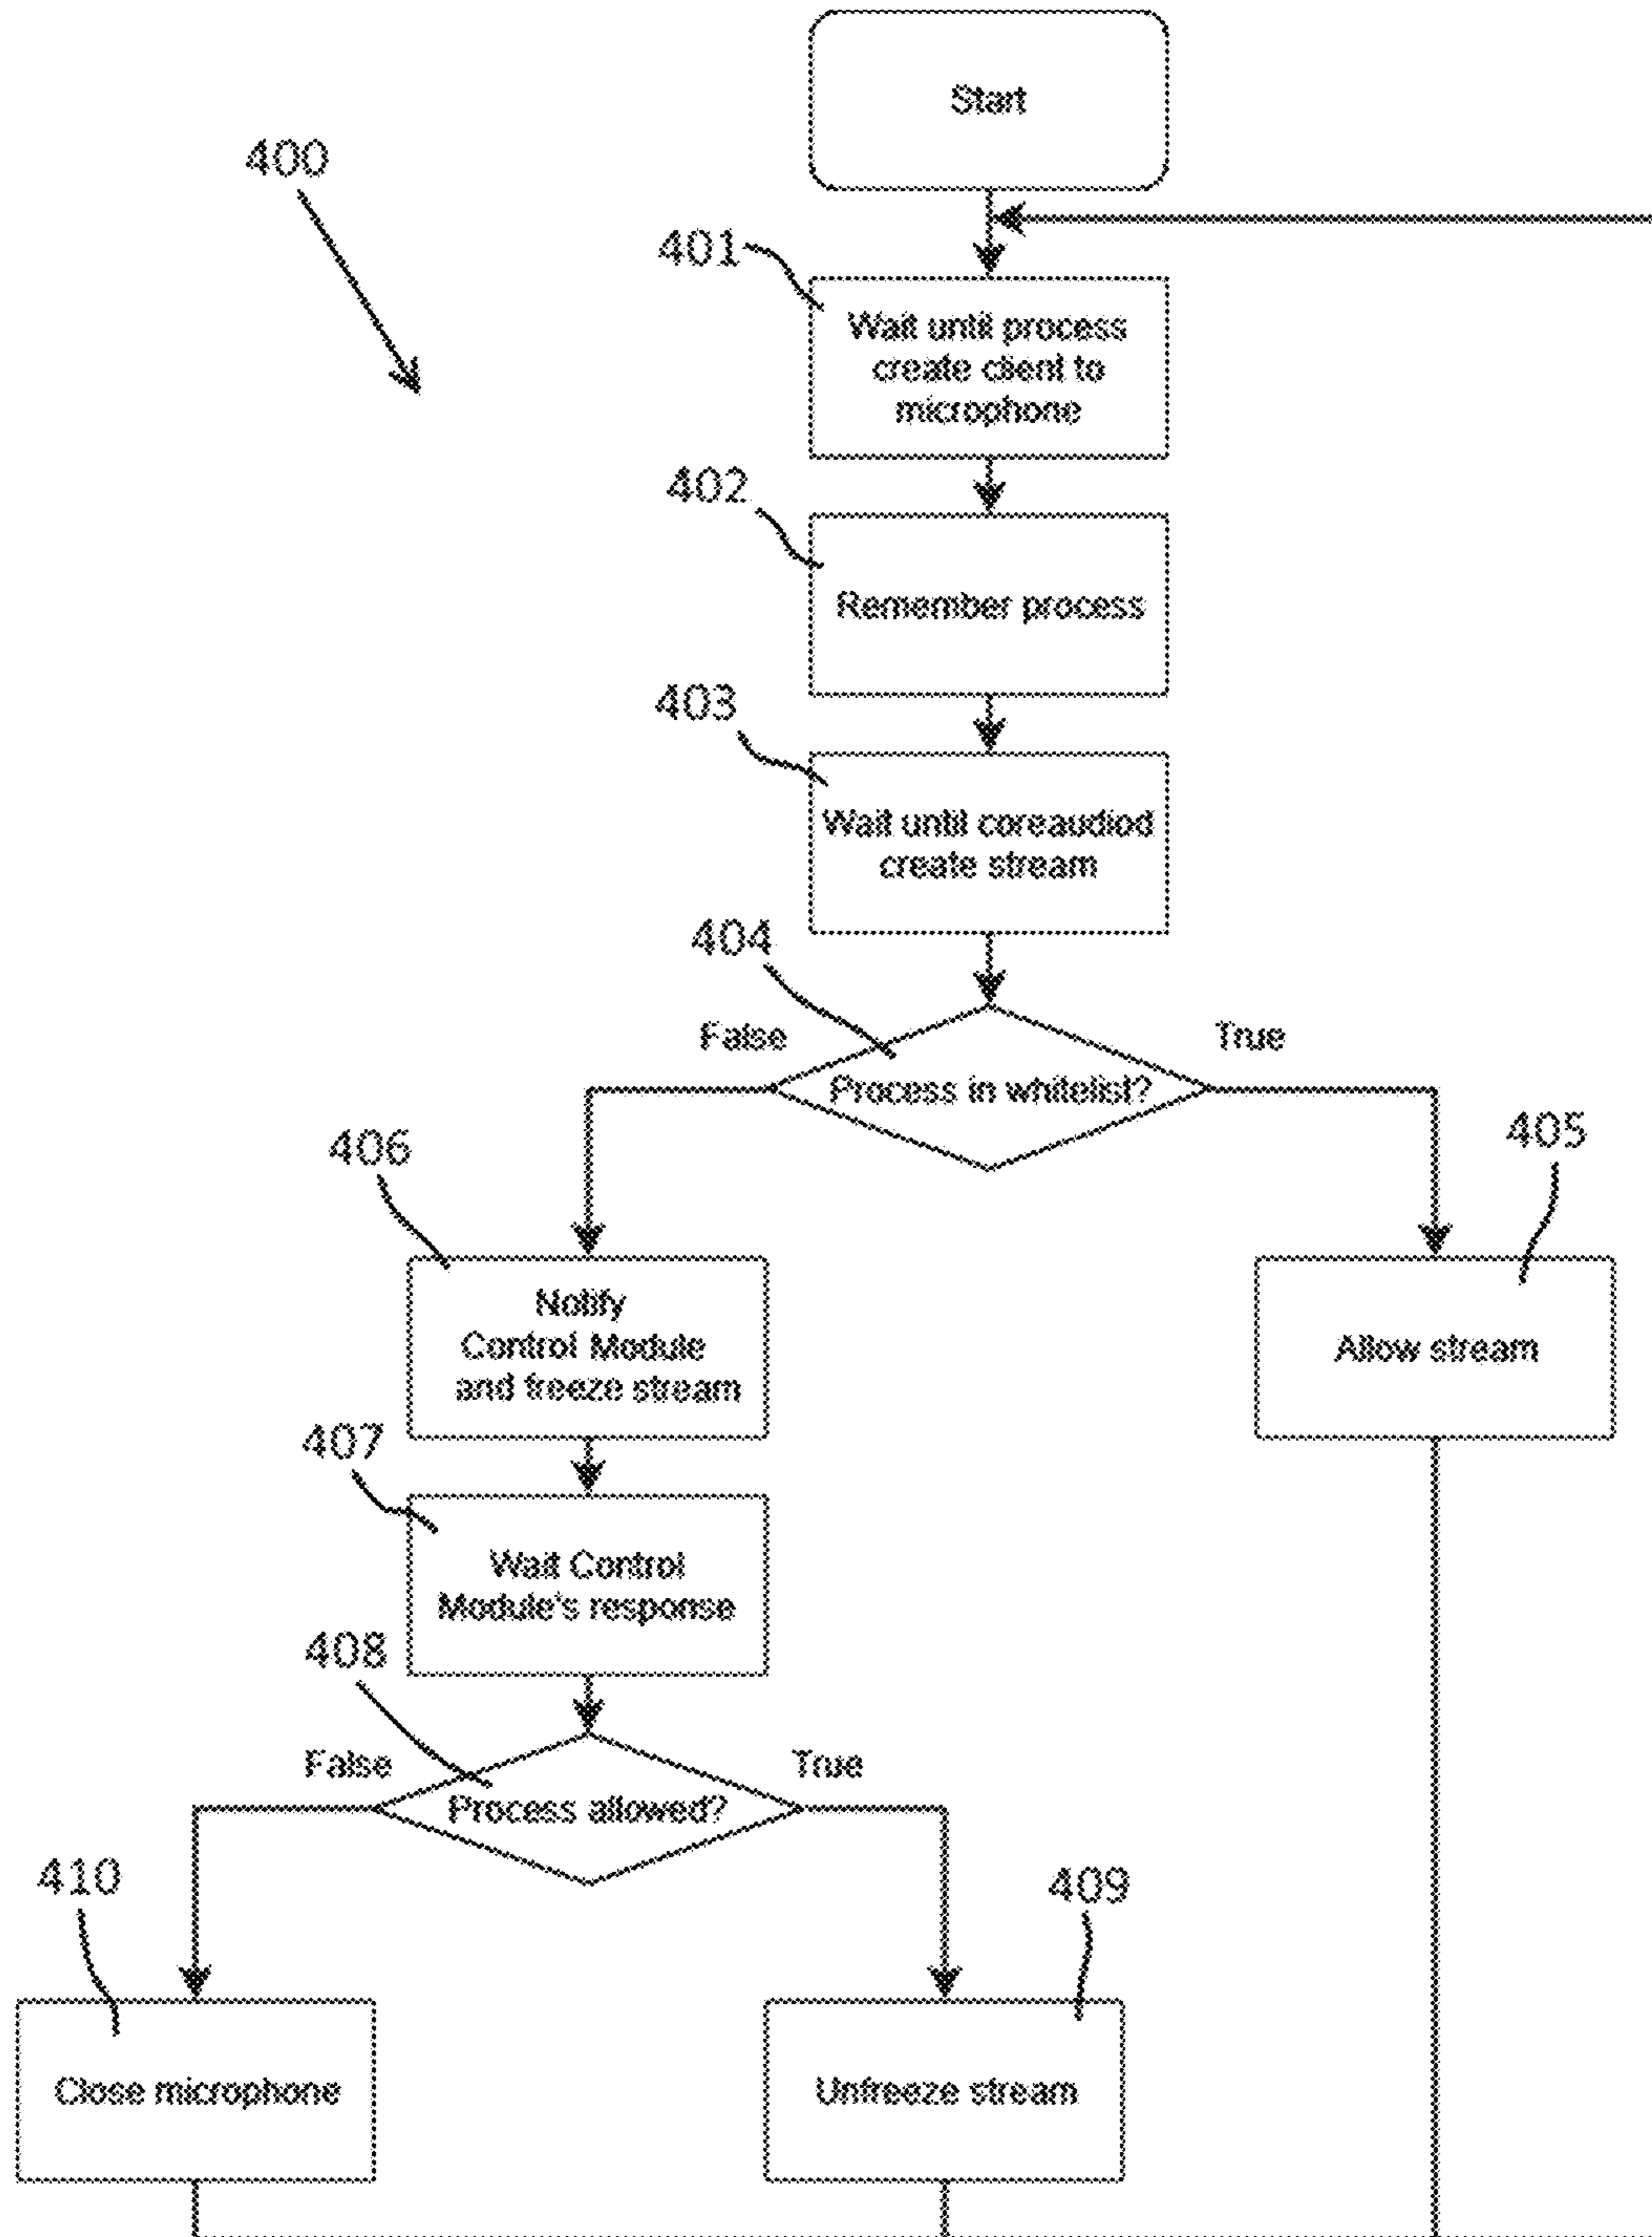 Start
400
401
Wait until process
create client to
microphone
402
Remember process
403
Wait until coreaudiod
create stream
404
False
True
Process in whitelist?
405
406
Notify
Control Module
and freeze stream
Allow stream
407
Wait Control
Module's response
408
False
True
Process allowed?
410
409
Close microphone
Unfreeze stream